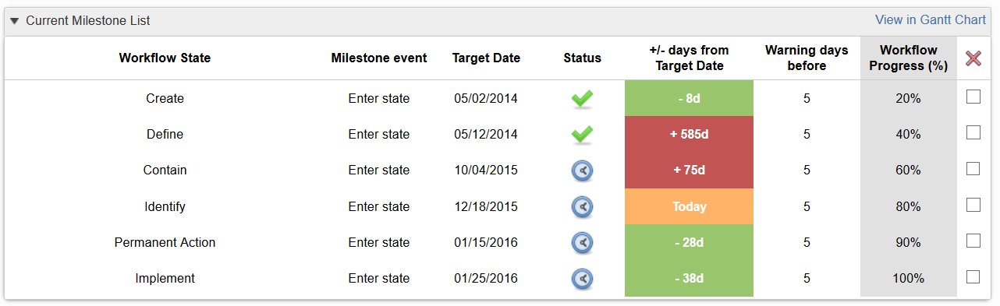 Current Milestone List View in Gantt Chart
Workflow State Milestone event Target Date Status +/- days from Target Date Warning days before Workflow Progress (%)
Create Enter state 05/02/2014 - 8d 5 20%
Define Enter state 05/12/2014 + 585d 5 40%
Contain Enter state 10/04/2015 + 75d 5 60%
Identify Enter state 12/18/2015 Today 5 80%
Permanent Action Enter state 01/15/2016 - 28d 5 90%
Implement Enter state 01/25/2016 - 38d 5 100%